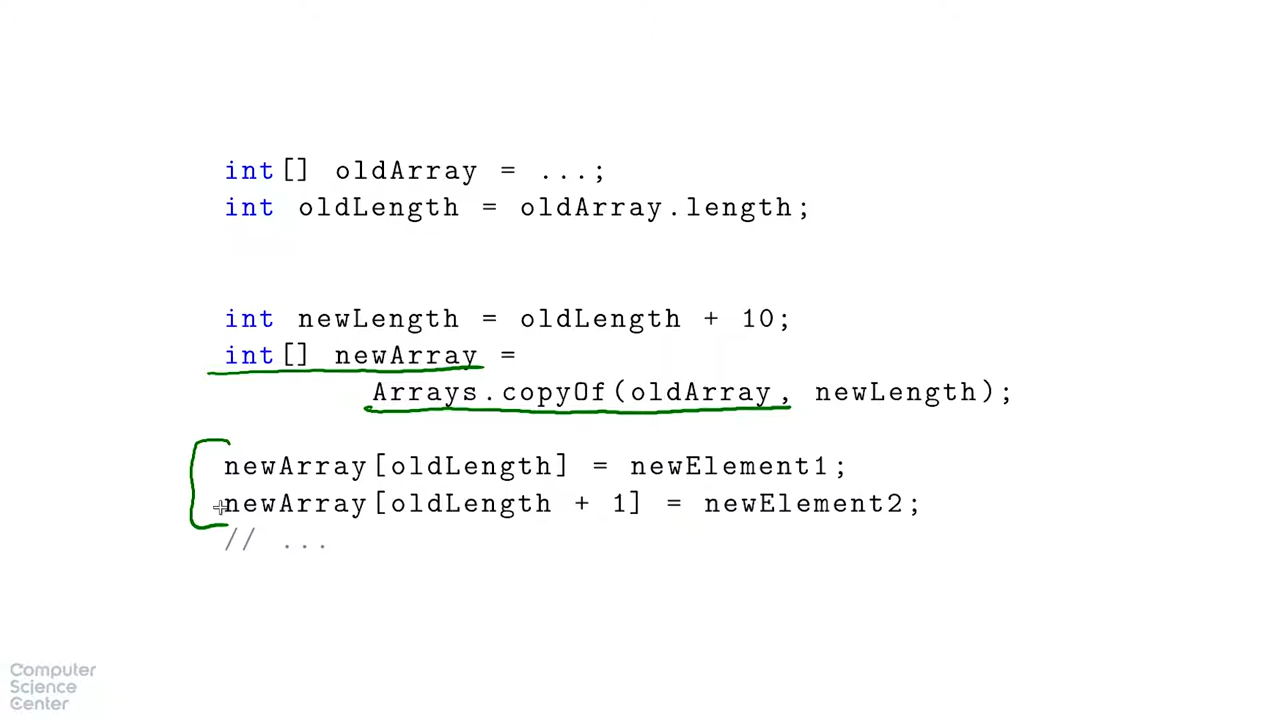 int[] oldArray = ...;
int oldLength = oldArray.length;
int newLength = oldLength + 10;
int[] newArray =
Arrays.copyOf(oldArray, newLength);
newArray[oldLength] = newElement1;
newArray[oldLength + 1] = newElement2;
// ...
Computer
Science
Center